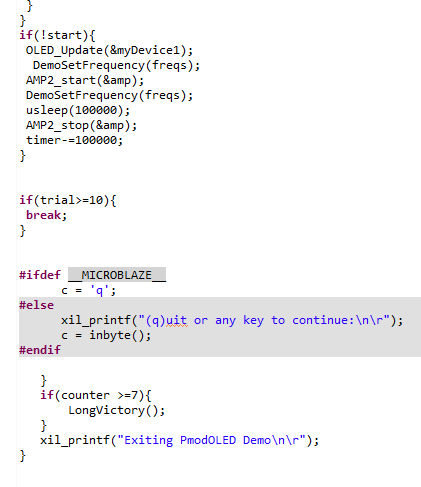 }
}
if(!start){
OLED_Update(&myDevice1);
DemoSetFrequency(freqs);
AMP2_start(&amp);
DemoSetFrequency(freqs);
usleep(100000);
AMP2_stop(&amp);
timer-=100000;
}
if(trial>=10){
break;
}
#ifdef __MICROBLAZE__
c = 'q';
#else
xil_printf("(q)uit or any key to continue:\n\r");
c = inbyte();
#endif
}
if(counter >=7){
LongVictory();
}
xil_printf("Exiting PmodOLED Demo\n\r");
}